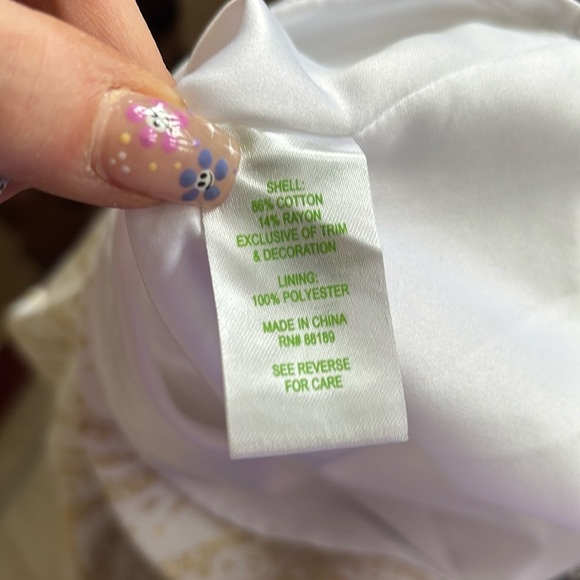 SHELL:
86% COTTON
14% RAYON
EXCLUSIVE OF TRIM
& DECORATION
LINING:
100% POLYESTER
MADE IN CHINA
RN# 88189
SEE REVERSE
FOR CARE